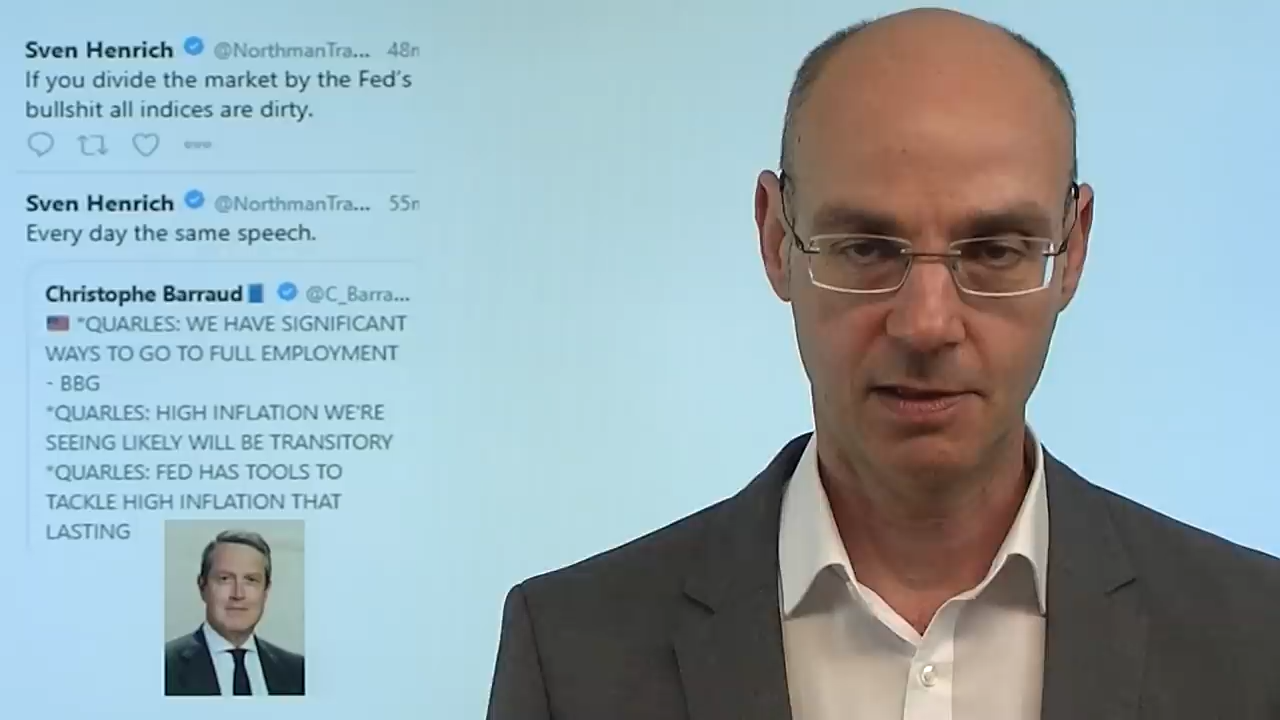 Sven Henrich @NorthmanTra... 48m
If you divide the market by the Fed's
bullshit all indices are dirty.
Sven Henrich @NorthmanTra... 55m
Every day the same speech.
Christophe Barraud @C_Barra...
*QUARLES: WE HAVE SIGNIFICANT
WAYS TO GO TO FULL EMPLOYMENT
- BBG
*QUARLES: HIGH INFLATION WE'RE
SEEING LIKELY WILL BE TRANSITORY
*QUARLES: FED HAS TOOLS TO
TACKLE HIGH INFLATION THAT
LASTING